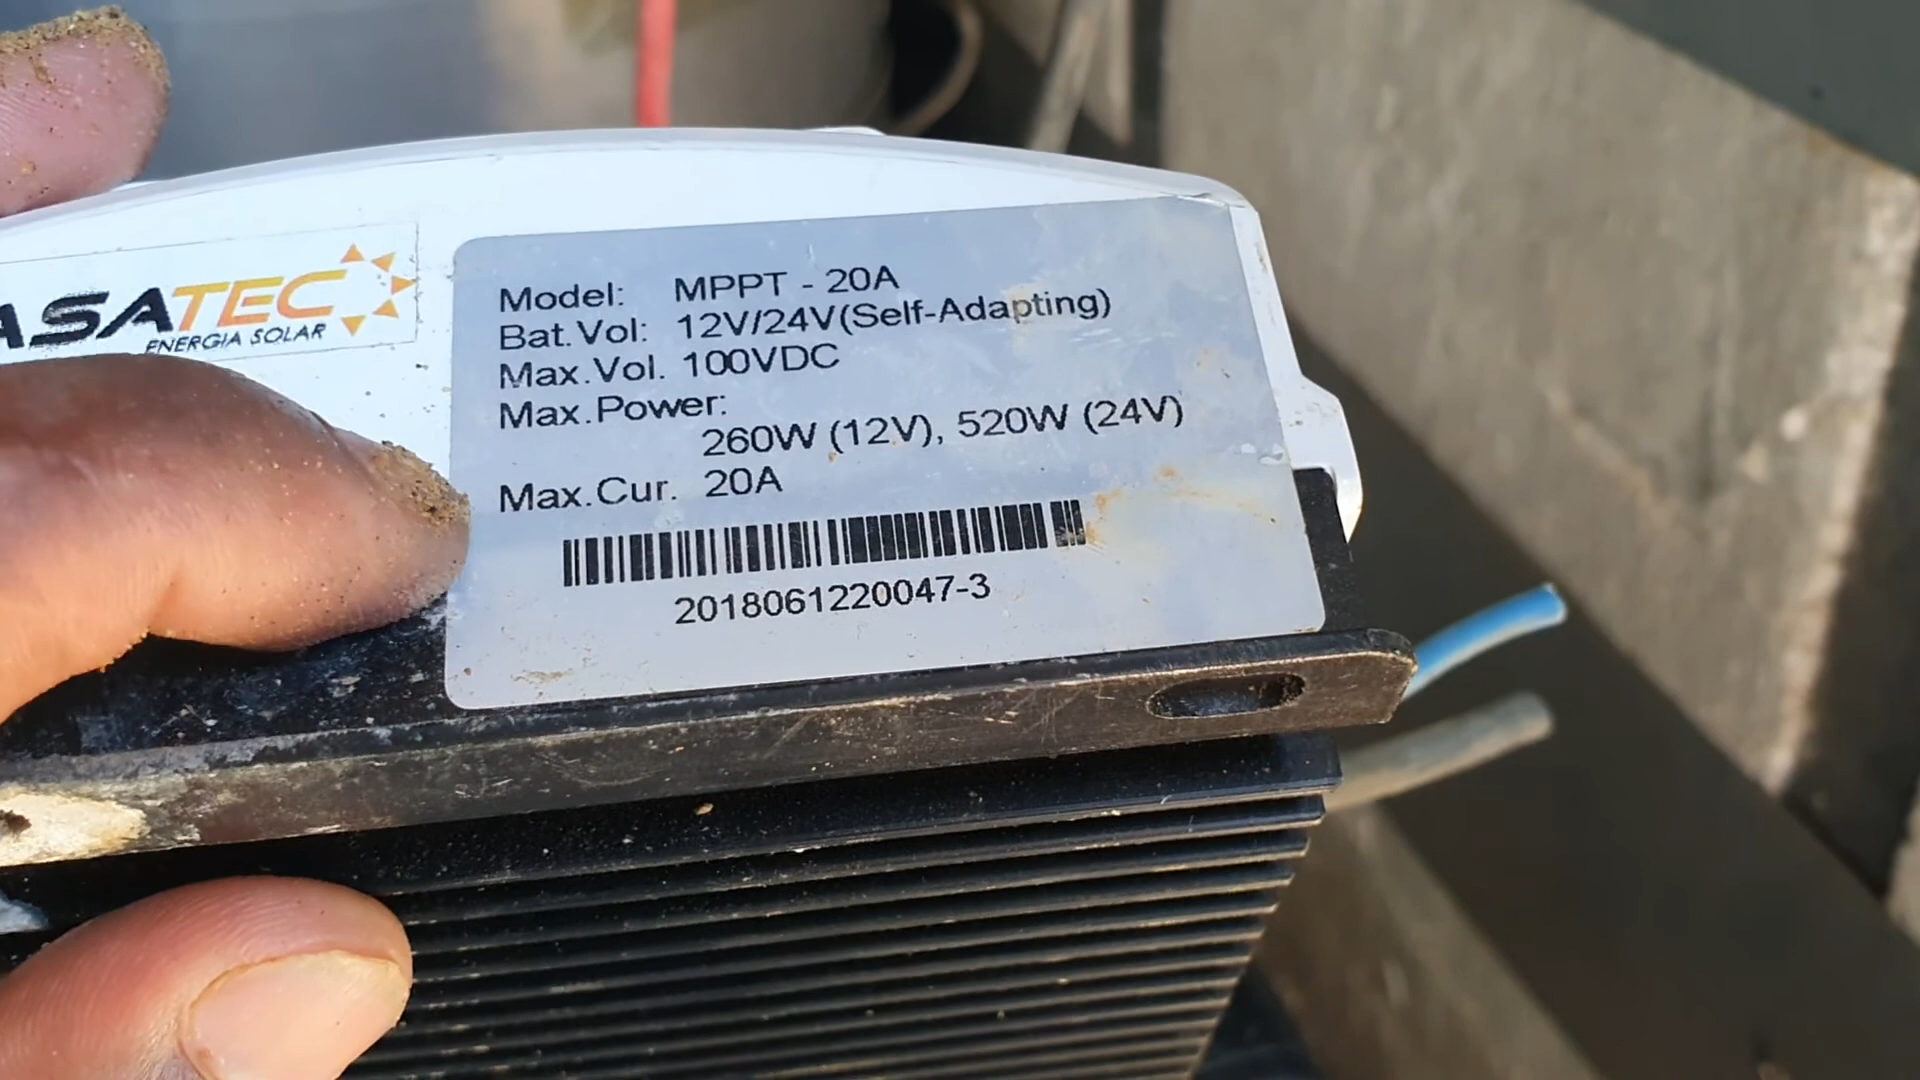 ASATEC
ENERGIA SOLAR
Model: MPPT - 20A
Bat.Vol: 12V/24V(Self-Adapting)
Max.Vol. 100VDC
Max.Power:
260W (12V), 520W (24V)
Max.Cur. 20A
2018061220047-3